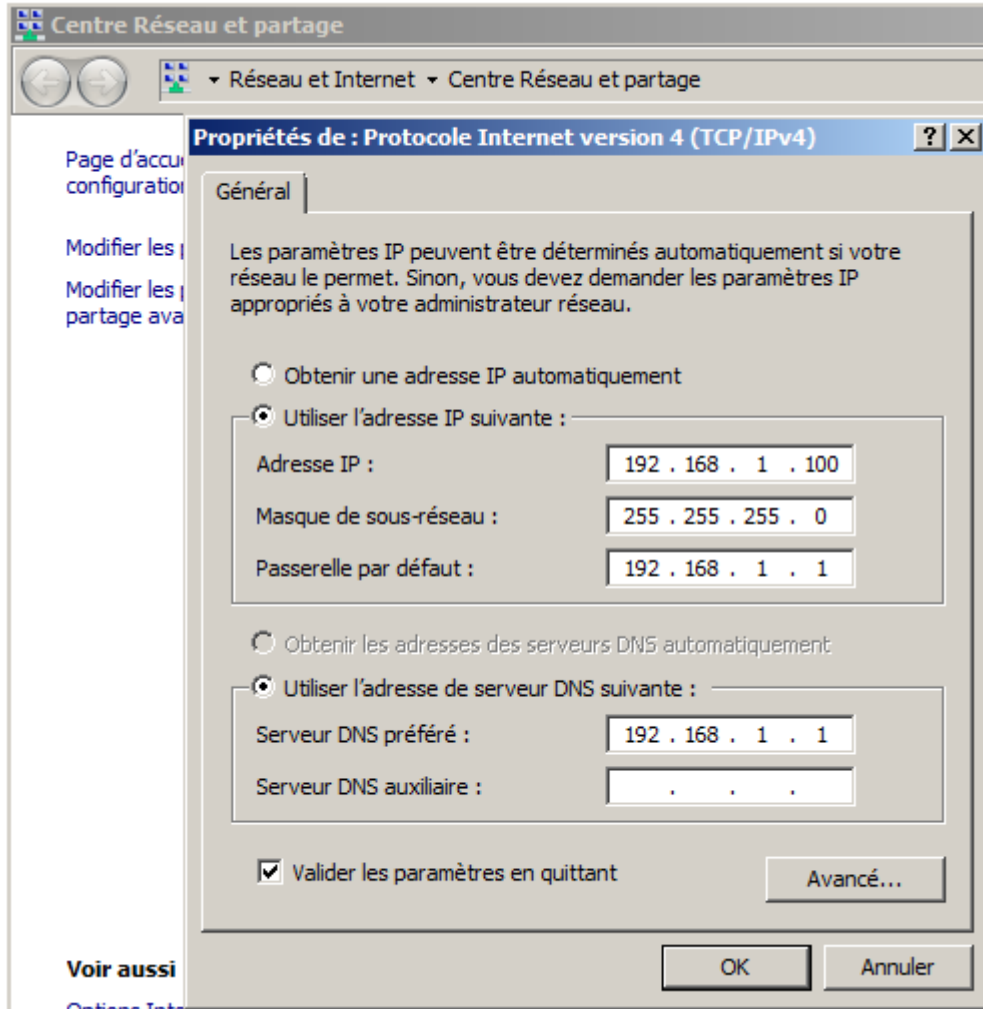 Centre Réseau et partage
Réseau et Internet Centre Réseau et partage
Propriétés de : Protocole Internet version 4 (TCP/IPv4)
Page d'accu
configuration
Modifier les p
Modifier les p
partage ava
Général
Les paramètres IP peuvent être déterminés automatiquement si votre
réseau le permet. Sinon, vous devez demander les paramètres IP
appropriés à votre administrateur réseau.
Obtenir une adresse IP automatiquement
Utiliser l'adresse IP suivante :
Adresse IP : 192 . 168 . 1 . 100
Masque de sous-réseau : 255 . 255 . 255 . 0
Passerelle par défaut : 192 . 168 . 1 . 1
Obtenir les adresses des serveurs DNS automatiquement
Utiliser l'adresse de serveur DNS suivante :
Serveur DNS préféré : 192 . 168 . 1 . 1
Serveur DNS auxiliaire : . . .
Valider les paramètres en quittant
Avancé...
OK Annuler
Voir aussi
Options Inte